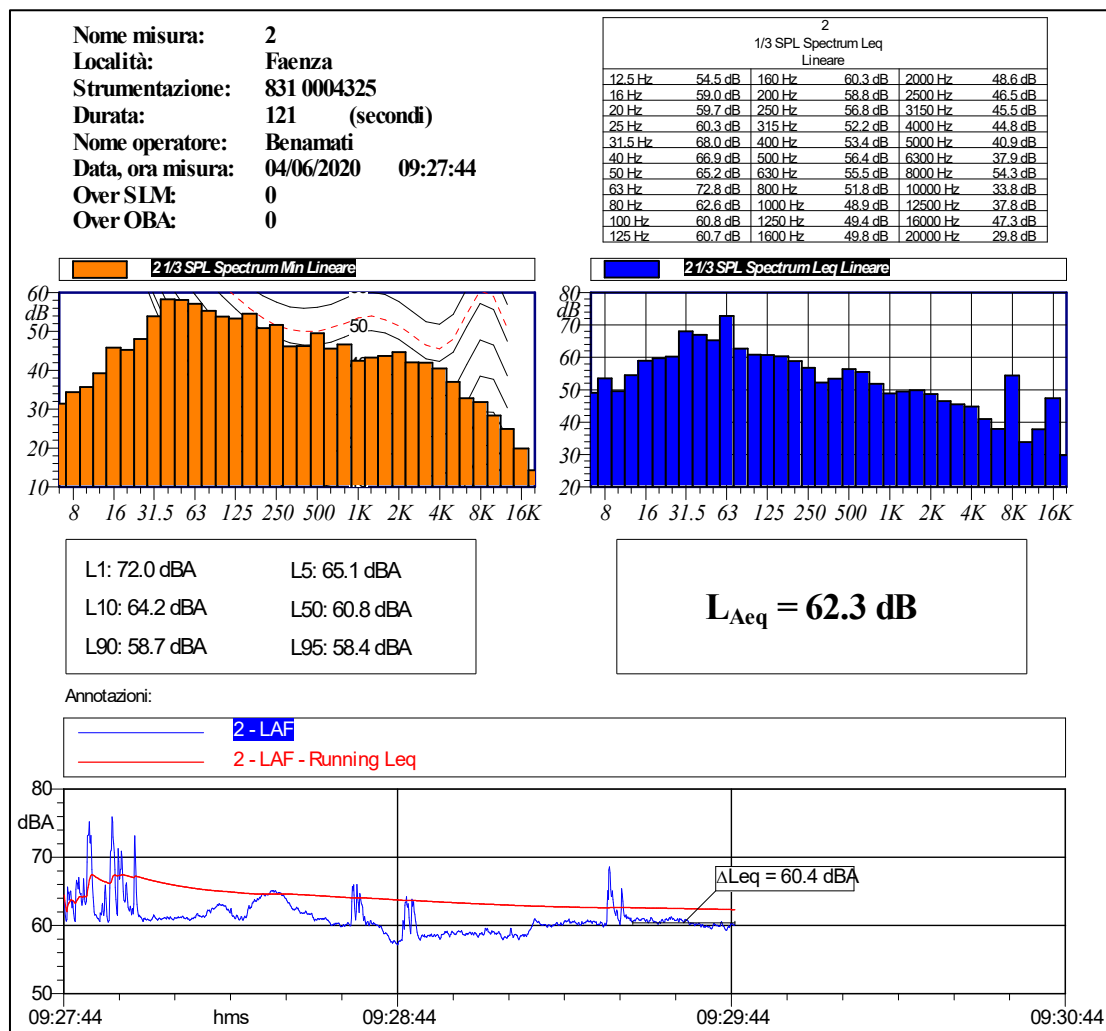 Nome misura: 2
Località: Faenza
Strumentazione: 831 0004325
Durata: 121 (secondi)
Nome operatore: Benamati
Data, ora misura: 04/06/2020 09:27:44
Over SLM: 0
Over OBA: 0
2
1/3 SPL Spectrum Leq
Lineare
12.5 Hz 54.5 dB 160 Hz 60.3 dB 2000 Hz 48.6 dB
16 Hz 59.0 dB 200 Hz 58.8 dB 2500 Hz 46.5 dB
20 Hz 59.7 dB 250 Hz 56.8 dB 3150 Hz 45.5 dB
25 Hz 60.3 dB 315 Hz 52.2 dB 4000 Hz 44.8 dB
31.5 Hz 68.0 dB 400 Hz 53.4 dB 5000 Hz 40.9 dB
40 Hz 66.9 dB 500 Hz 56.4 dB 6300 Hz 37.9 dB
50 Hz 65.2 dB 630 Hz 55.5 dB 8000 Hz 54.3 dB
63 Hz 72.8 dB 800 Hz 51.8 dB 10000 Hz 33.8 dB
80 Hz 62.6 dB 1000 Hz 48.9 dB 12500 Hz 37.8 dB
100 Hz 60.8 dB 1250 Hz 49.4 dB 16000 Hz 47.3 dB
125 Hz 60.7 dB 1600 Hz 49.8 dB 20000 Hz 29.8 dB
2 1/3 SPL Spectrum Min Lineare
60
dB
50
40
30
20
10
50
8 16 31.5 63 125 250 500 1K 2K 4K 8K 16K
2 1/3 SPL Spectrum Leq Lineare
80
dB
70
60
50
40
30
20
8 16 31.5 63 125 250 500 1K 2K 4K 8K 16K
L1: 72.0 dBA L5: 65.1 dBA
L10: 64.2 dBA L50: 60.8 dBA
L90: 58.7 dBA L95: 58.4 dBA
LAeq = 62.3 dB
Annotazioni:
2 - LAF
2 - LAF - Running Leq
80
dBA
70
60
50
ΔLeq = 60.4 dBA
09:27:44 hms 09:28:44 09:29:44 09:30:44